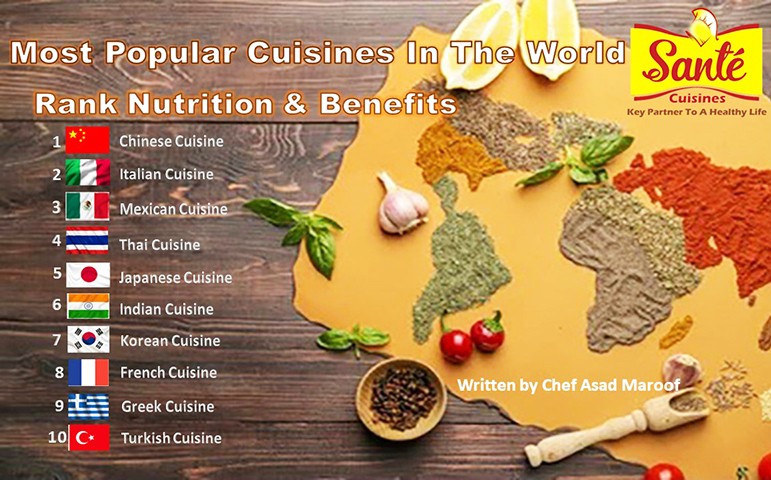 Most Popular Cuisines In The World
Rank Nutrition & Benefits
Santé
Cuisines
Key Partner To A Healthy Life
1 Chinese Cuisine
2 Italian Cuisine
3 Mexican Cuisine
4 Thai Cuisine
5 Japanese Cuisine
6 Indian Cuisine
7 Korean Cuisine
8 French Cuisine
9 Greek Cuisine
10 Turkish Cuisine
Written by Chef Asad Maroof